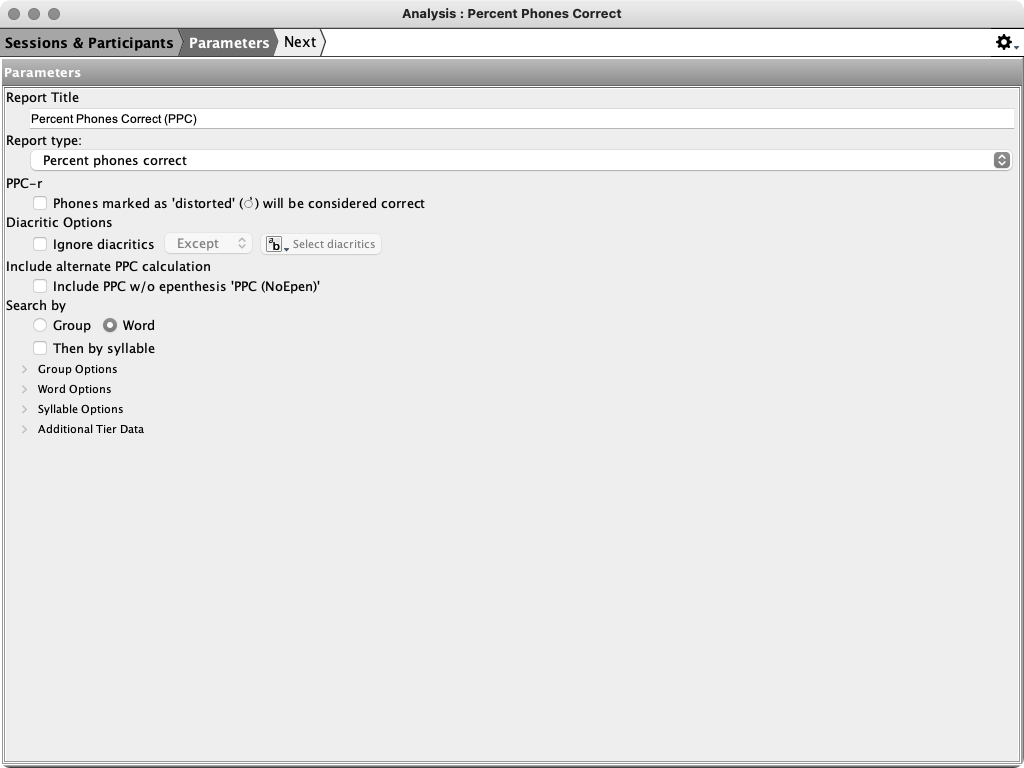 Analysis : Percent Phones Correct
Sessions & Participants Parameters Next
Parameters
Report Title
Percent Phones Correct (PPC)
Report type:
Percent phones correct
PPC-r
Phones marked as 'distorted' (◌̊) will be considered correct
Diacritic Options
Ignore diacritics Except Select diacritics
Include alternate PPC calculation
Include PPC w/o epenthesis 'PPC (NoEpen)'
Search by
Group Word
Then by syllable
Group Options
Word Options
Syllable Options
Additional Tier Data